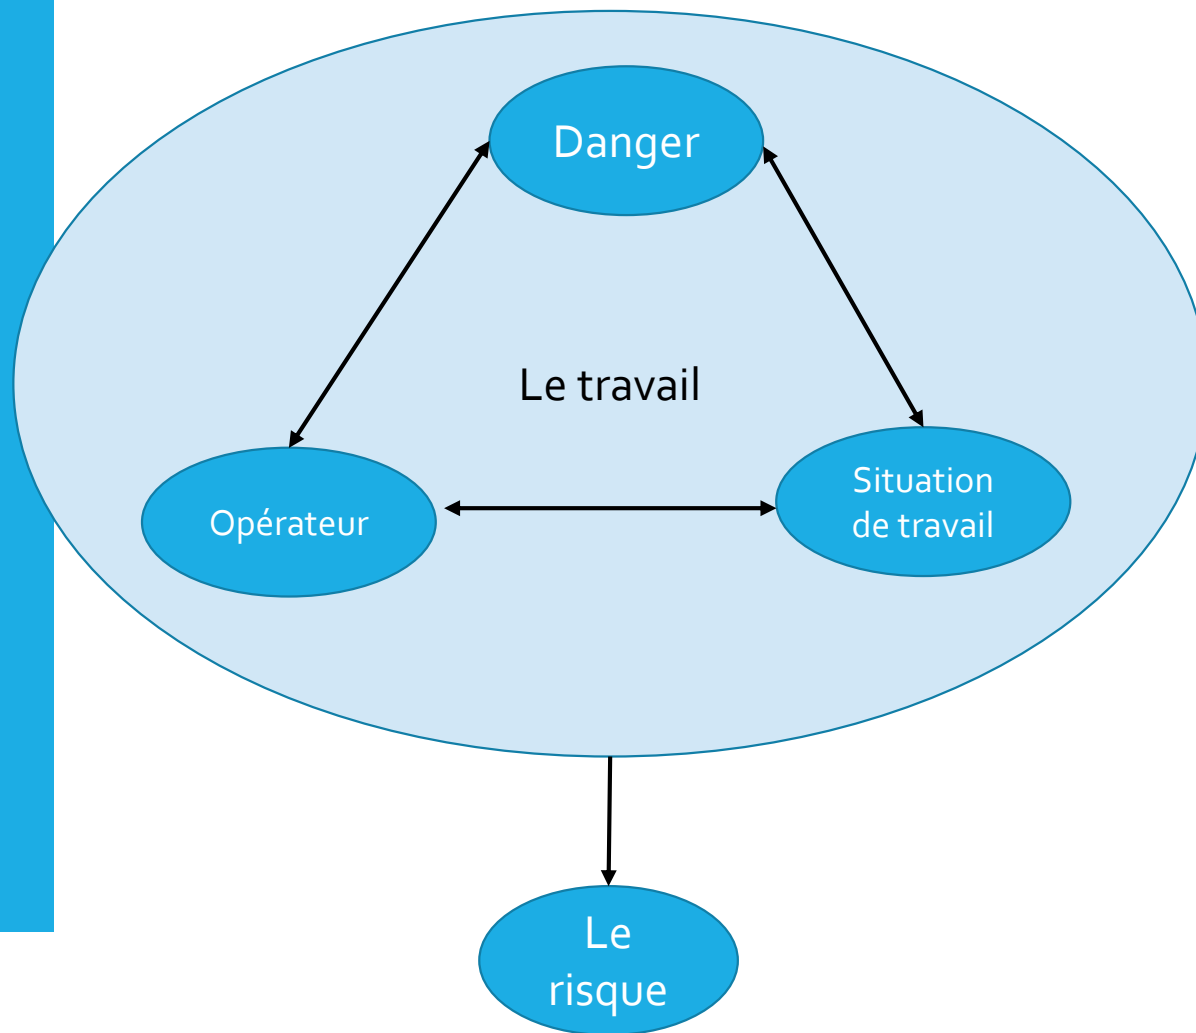 Danger
Le travail
Situation
de travail
Opérateur
Le
risque